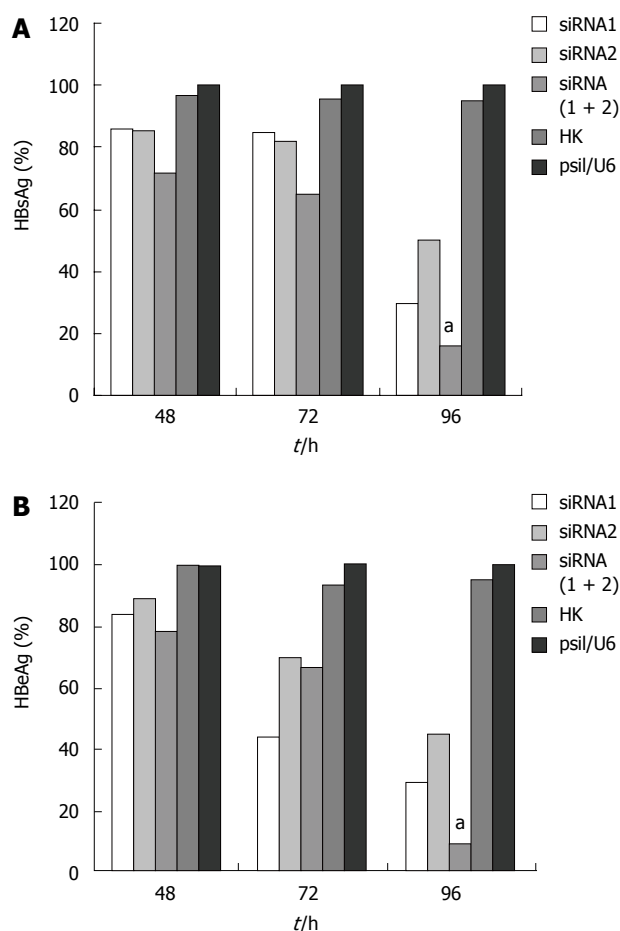 A
120
100
80
60
40
20
0
HBsAg (%)
a
48 72 96
t/h
siRNA1
siRNA2
siRNA
(1 + 2)
HK
psil/U6
B
120
100
80
60
40
20
0
HBeAg (%)
a
48 72 96
t/h
siRNA1
siRNA2
siRNA
(1 + 2)
HK
psil/U6